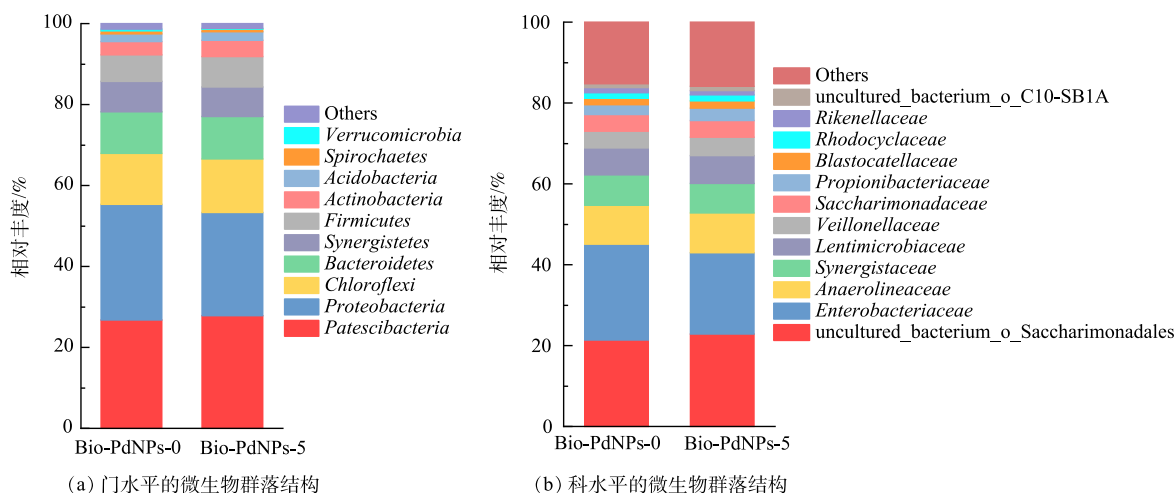 100
80
60
40
20
0
相对丰度/%
Bio-PdNPs-0
Bio-PdNPs-5
Others
Verrucomicrobia
Spirochaetes
Acidobacteria
Actinobacteria
Firmicutes
Synergistetes
Bacteroidetes
Chloroflexi
Proteobacteria
Patescibacteria
(a) 门水平的微生物群落结构
100
80
60
40
20
0
相对丰度/%
Bio-PdNPs-0
Bio-PdNPs-5
Others
uncultured_bacterium_o_C10-SB1A
Rikenellaceae
Rhodocyclaceae
Blastocatellaceae
Propionibacteriaceae
Saccharimonadaceae
Veillonellaceae
Lentimicrobiaceae
Synergistaceae
Anaerolineaceae
Enterobacteriaceae
uncultured_bacterium_o_Saccharimonadales
(b) 科水平的微生物群落结构